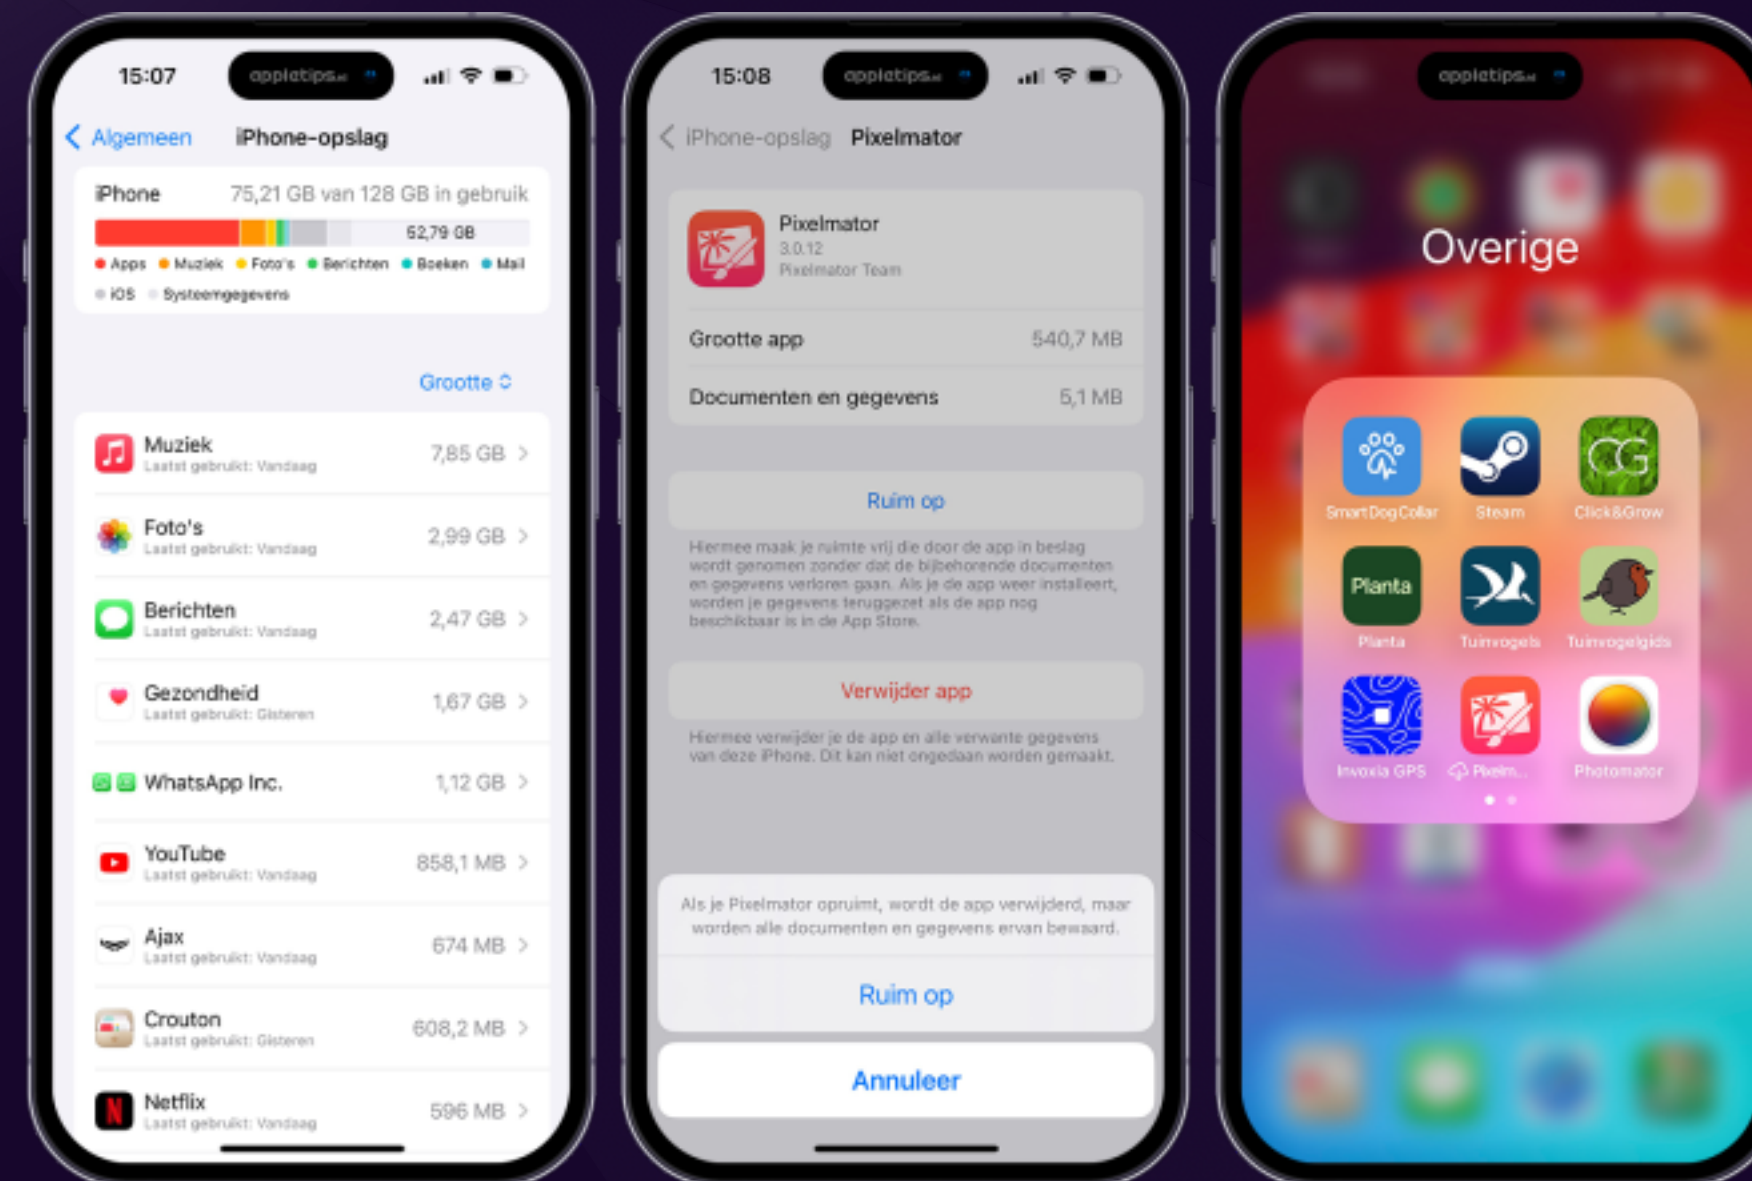 15:07
appletips.nl
Algemeen
iPhone-opslag
iPhone
75,21 GB van 128 GB in gebruik
52,79 GB
Apps
Muziek
Foto's
Berichten
Boeken
Mail
iOS
Systeemgegevens
Grootte
Muziek
7,85 GB
Laatst gebruikt: Vandaag
Foto's
2,99 GB
Laatst gebruikt: Vandaag
Berichten
2,47 GB
Laatst gebruikt: Vandaag
Gezondheid
1,67 GB
Laatst gebruikt: Gisteren
WhatsApp Inc.
1,12 GB
YouTube
858,1 MB
Laatst gebruikt: Vandaag
Ajax
674 MB
Laatst gebruikt: Vandaag
Crouton
608,2 MB
Laatst gebruikt: Gisteren
N
Netflix
596 MB
Laatst gebruikt: Vandaag
15:08
appletips.nl
iPhone-opslag
Pixelmator
Pixelmator
3.0.12
Pixelmator Team
Grootte app
540,7 MB
Documenten en gegevens
5,1 MB
Ruim op
Hiermee maak je ruimte vrij die door de app in beslag
wordt genomen zonder dat de bijbehorende documenten
en gegevens verloren gaan. Als je de app weer installeert,
worden je gegevens teruggezet als de app nog
beschikbaar is in de App Store.
Verwijder app
Hiermee verwijder je de app en alle verwante gegevens
van deze iPhone. Dit kan niet ongedaan worden gemaakt.
Als je Pixelmator opruimt, wordt de app verwijderd, maar
worden alle documenten en gegevens ervan bewaard.
Ruim op
Annuleer
appletips.nl
Overige
CG
SmartDogCollar
Steam
Click&Grow
Planta
Planta
Tuinvogels
Tuinvogelgids
Invoxia GPS
Pixelm...
Photomator